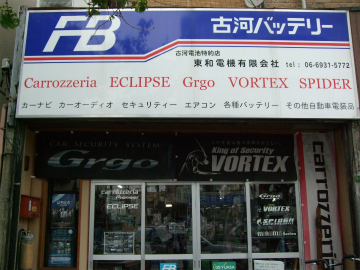 FB 古河バッテリー
古河電池特約店
東和電機有限会社 tel : 06-6931-5772
Carrozzeria ECLIPSE Grgo VORTEX SPIDER
カーナビ カーオーディオ セキュリティー エアコン 各種バッテリー その他自動車電装品
CAR SECURITY SYSTEM
Grgo
King of Security
VORTEX
carrozzeria
carrozzeria
ECLIPSE
Grgo
VORTEX
FB